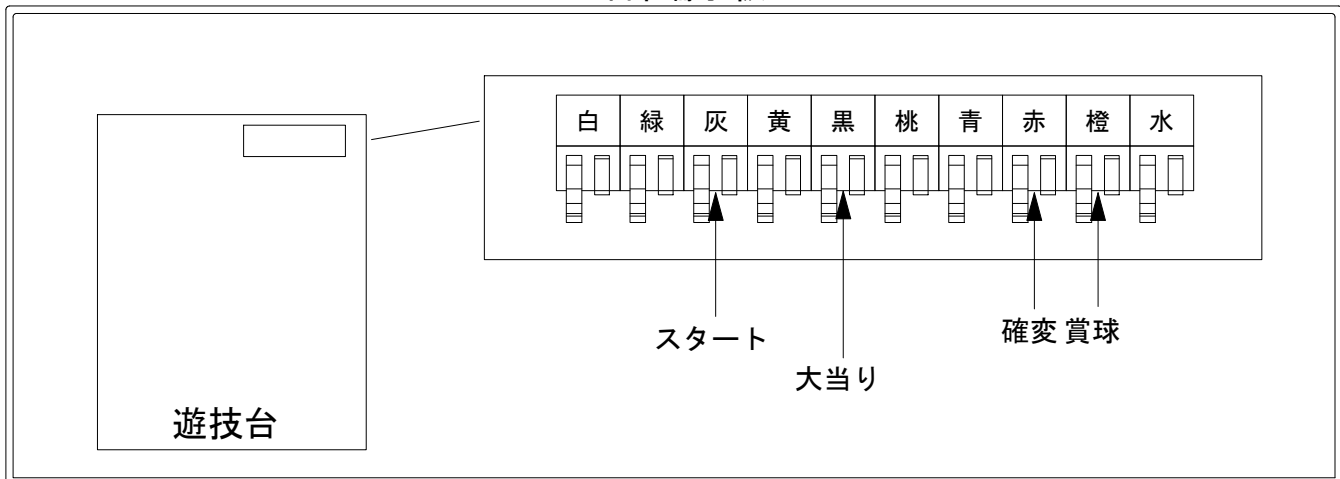 白 緑 灰 黄 黒 桃 青 赤 橙 水
スタート
確変 賞球
大当り
遊技台